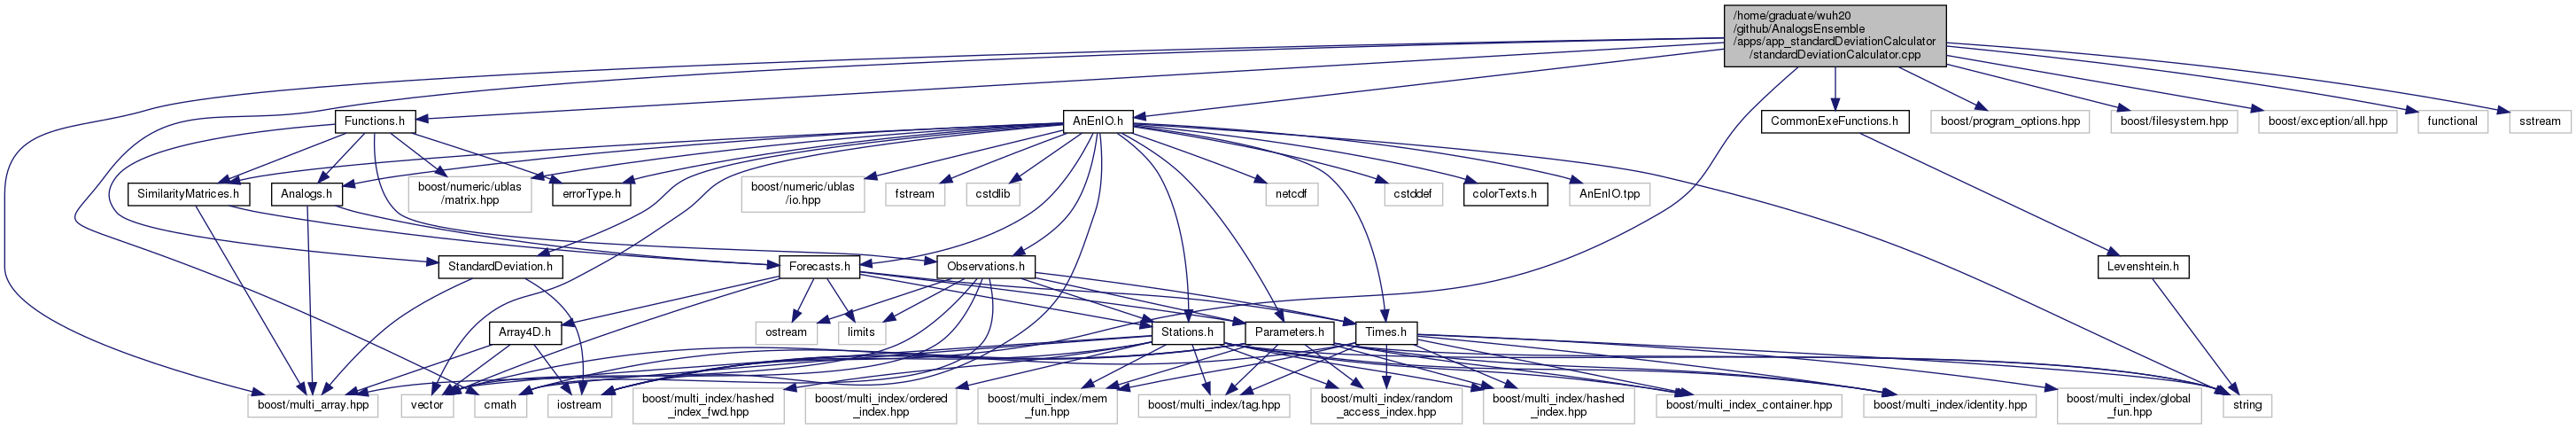 /home/graduate/wuh20
/github/AnalogsEnsemble
/apps/app_standardDeviationCalculator
/standardDeviationCalculator.cpp
Functions.h
AnEnIO.h
CommonExeFunctions.h
boost/program_options.hpp
boost/filesystem.hpp
boost/exception/all.hpp
functional
sstream
SimilarityMatrices.h
Analogs.h
boost/numeric/ublas
/matrix.hpp
errorType.h
boost/numeric/ublas
/io.hpp
fstream
cstdlib
netcdf
cstddef
colorTexts.h
AnEnIO.tpp
StandardDeviation.h
Forecasts.h
Observations.h
Levenshtein.h
Array4D.h
ostream
limits
Stations.h
Parameters.h
Times.h
boost/multi_array.hpp
vector
cmath
iostream
boost/multi_index/hashed
_index_fwd.hpp
boost/multi_index/ordered
_index.hpp
boost/multi_index/mem
_fun.hpp
boost/multi_index/tag.hpp
boost/multi_index/random
_access_index.hpp
boost/multi_index/hashed
_index.hpp
boost/multi_index_container.hpp
boost/multi_index/identity.hpp
boost/multi_index/global
_fun.hpp
string